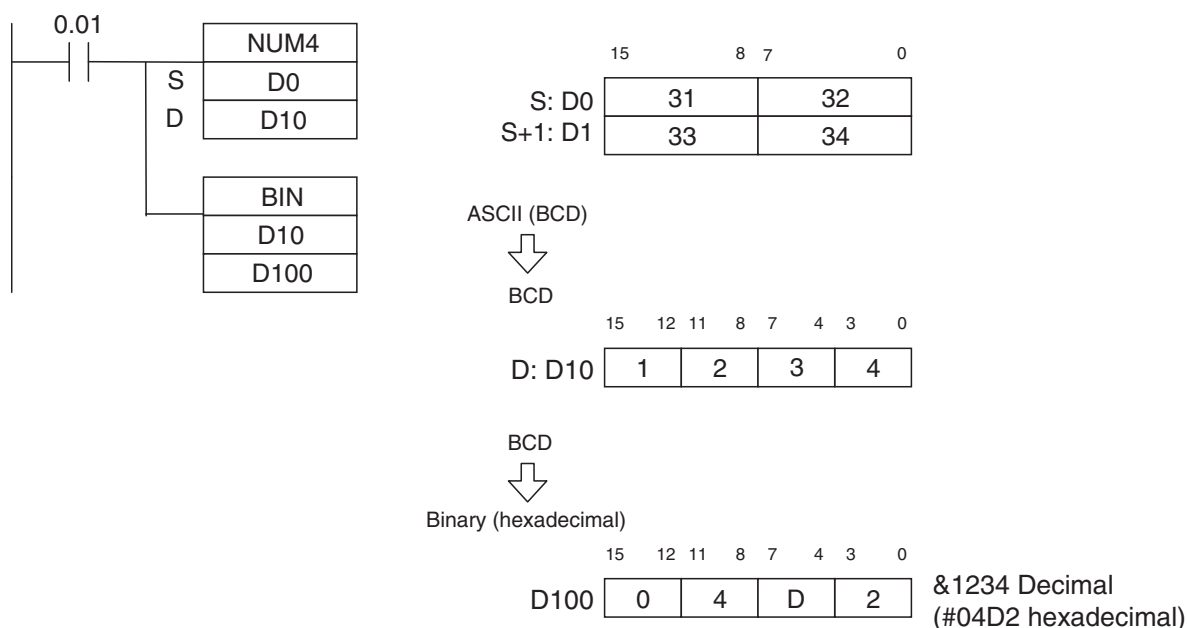 0.01
NUM4
S D0
D D10
BIN
D10
D100
15 8 7 0
S: D0 31 32
S+1: D1 33 34
ASCII (BCD)
BCD
15 12 11 8 7 4 3 0
D: D10 1 2 3 4
BCD
Binary (hexadecimal)
15 12 11 8 7 4 3 0
D100 0 4 D 2 &1234 Decimal
(#04D2 hexadecimal)